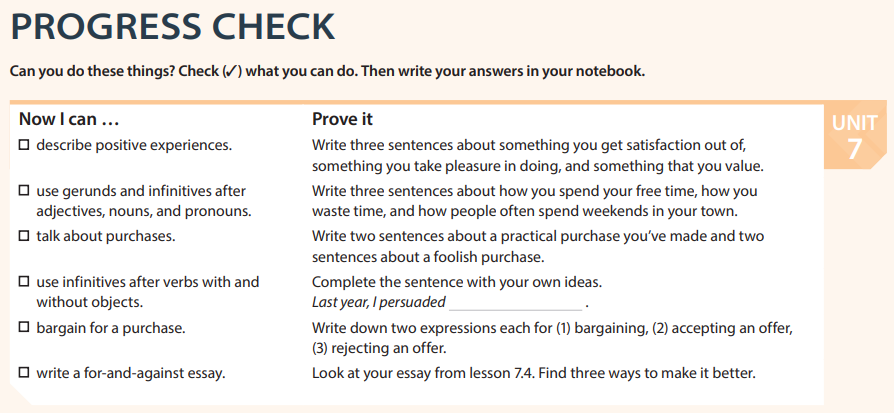 PROGRESS CHECK
Can you do these things? Check (✓) what you can do. Then write your answers in your notebook.
UNIT
7
Now I can … Prove it
☐ describe positive experiences. Write three sentences about something you get satisfaction out of,
something you take pleasure in doing, and something that you value.
☐ use gerunds and infinitives after Write three sentences about how you spend your free time, how you
adjectives, nouns, and pronouns. waste time, and how people often spend weekends in your town.
☐ talk about purchases. Write two sentences about a practical purchase you’ve made and two
sentences about a foolish purchase.
☐ use infinitives after verbs with and Complete the sentence with your own ideas.
without objects. Last year, I persuaded ____________________ .
☐ bargain for a purchase. Write down two expressions each for (1) bargaining, (2) accepting an offer,
(3) rejecting an offer.
☐ write a for-and-against essay. Look at your essay from lesson 7.4. Find three ways to make it better.